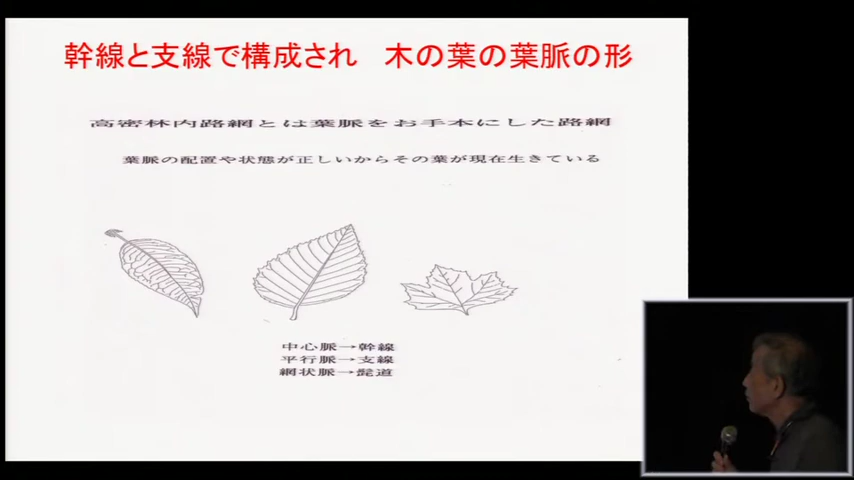 幹線と支線で構成され　木の葉の葉脈の形
高密林内路網とは葉脈をお手本にした路網
葉脈の配置や状態が正しいからその葉が現在生きている
中心脈→幹線
平行脈→支線
網状脈→髭道